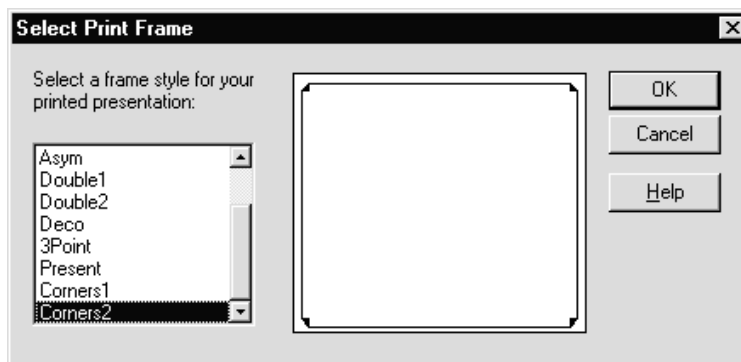 Select Print Frame
Select a frame style for your
printed presentation:
Asym
Double1
Double2
Deco
3Point
Present
Corners1
Corners2
OK
Cancel
Help